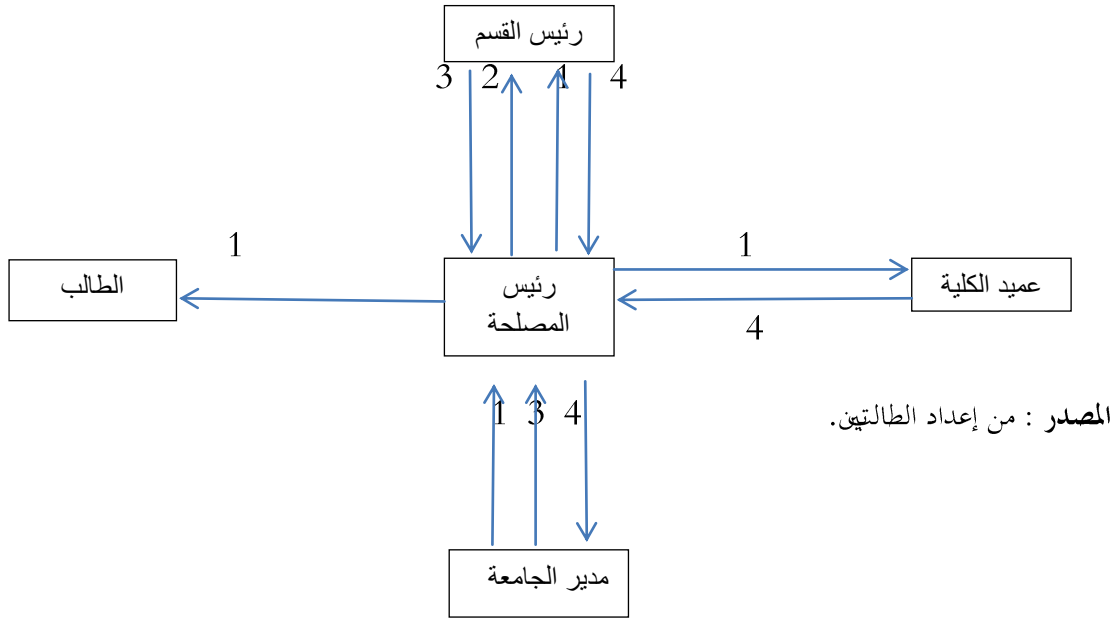 رئيس القسم
3 2 1 4
1
1
الطالب
رئيس
المصلحة
عميد الكلية
4
1 3 4
المصدر : من إعداد الطالتين.
مدير الجامعة